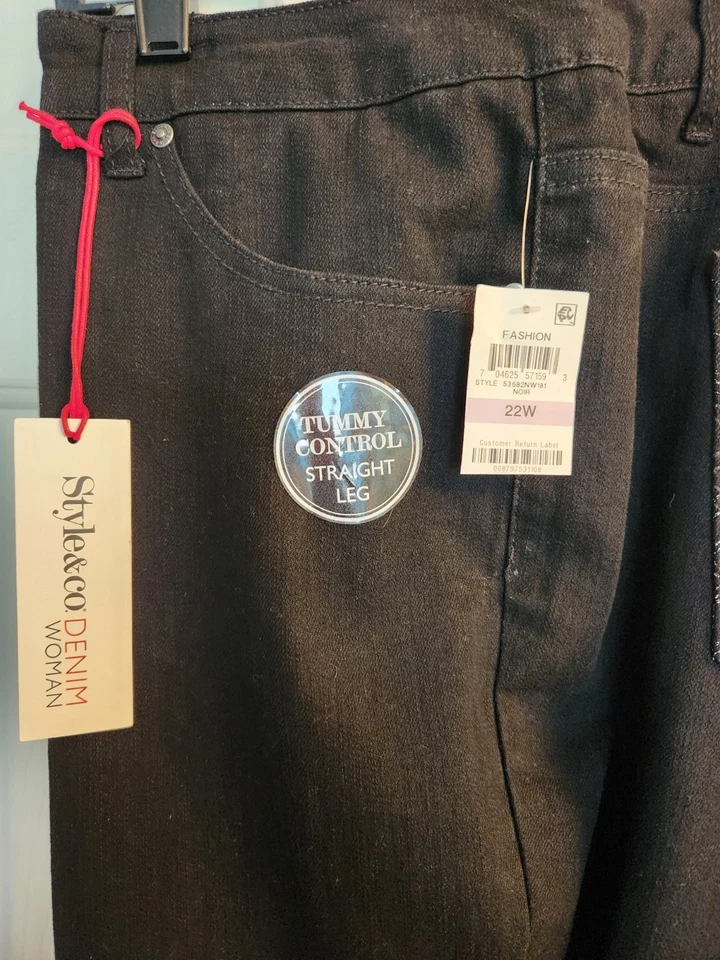 Style&co.
DENIM
WOMAN
TUMMY
CONTROL
STRAIGHT
LEG
FASHION
7 04625 57159 3
STYLE 53582NW181
NOIR
22W
Customer Return Label